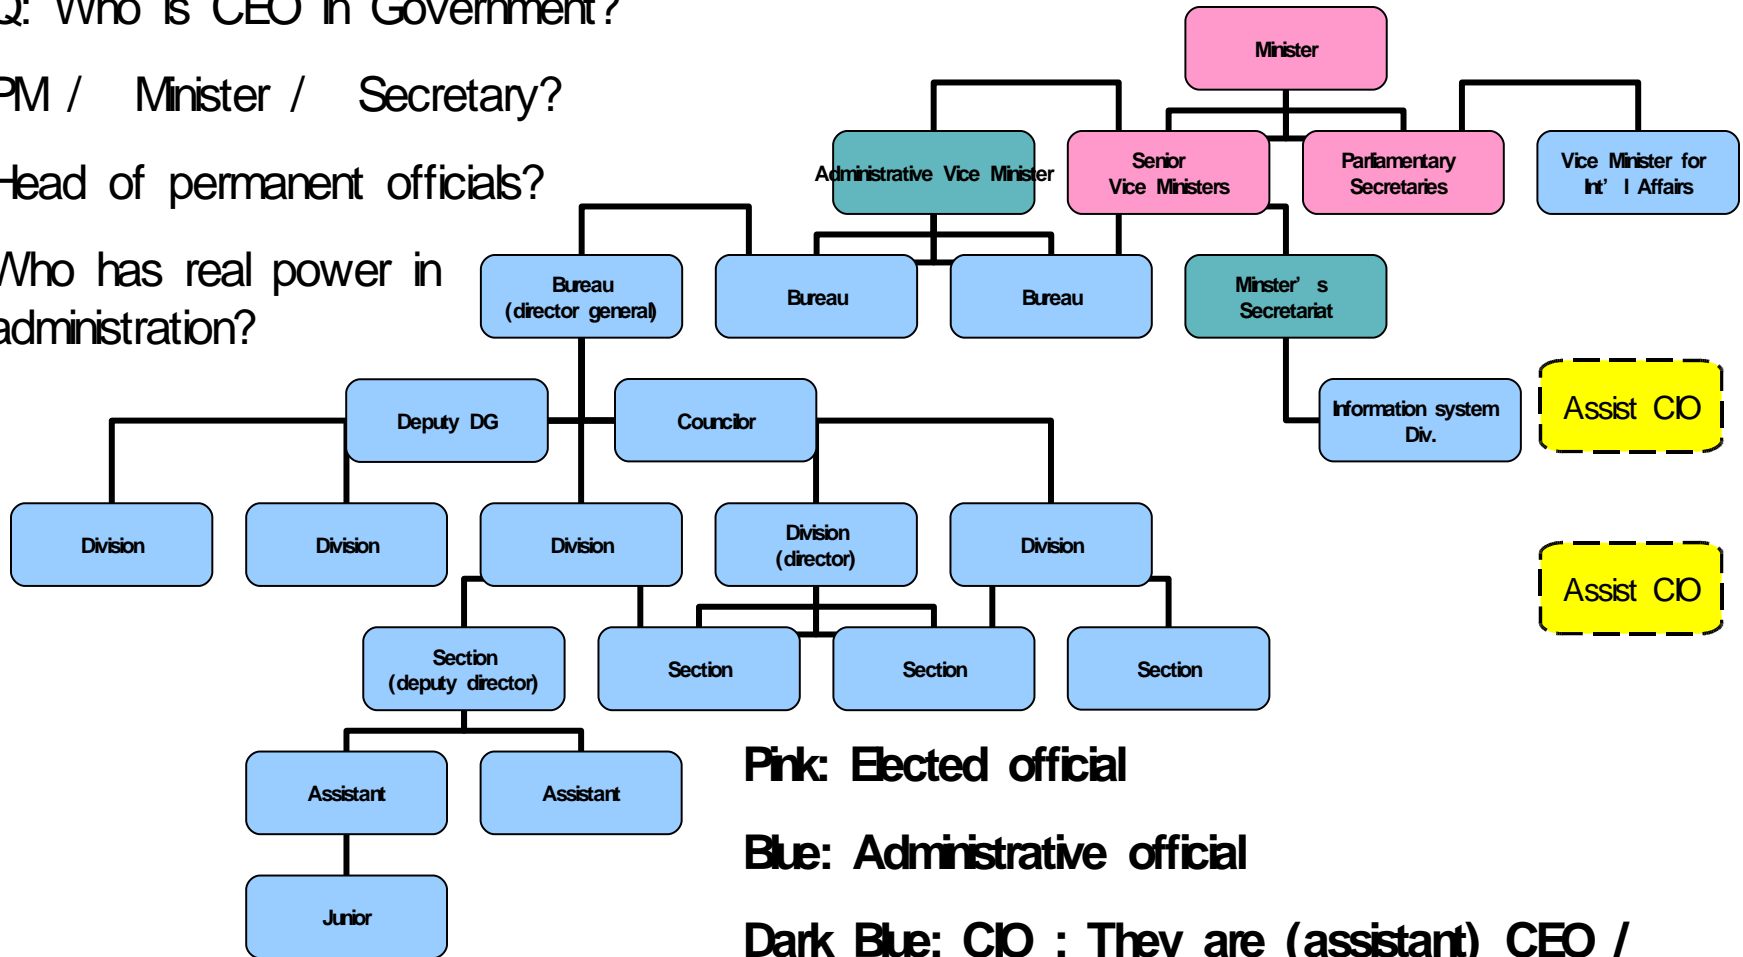 Q: Who is CEO in Government?
PM / Minister / Secretary?
Head of permanent officials?
Who has real power in
administration?
Minister
Administrative Vice Minister
Senior
Vice Ministers
Parliamentary
Secretaries
Vice Minister for
Int' l Affairs
Bureau
(director general)
Bureau
Bureau
Minster' s
Secretariat
Deputy DG
Councilor
Information system
Div.
Assist CIO
Division
Division
Division
Division
(director)
Division
Assist CIO
Section
(deputy director)
Section
Section
Section
Assistant
Assistant
Junior
Pink: Elected official
Blue: Administrative official
Dark Blue: CIO : They are (assistant) CEO /